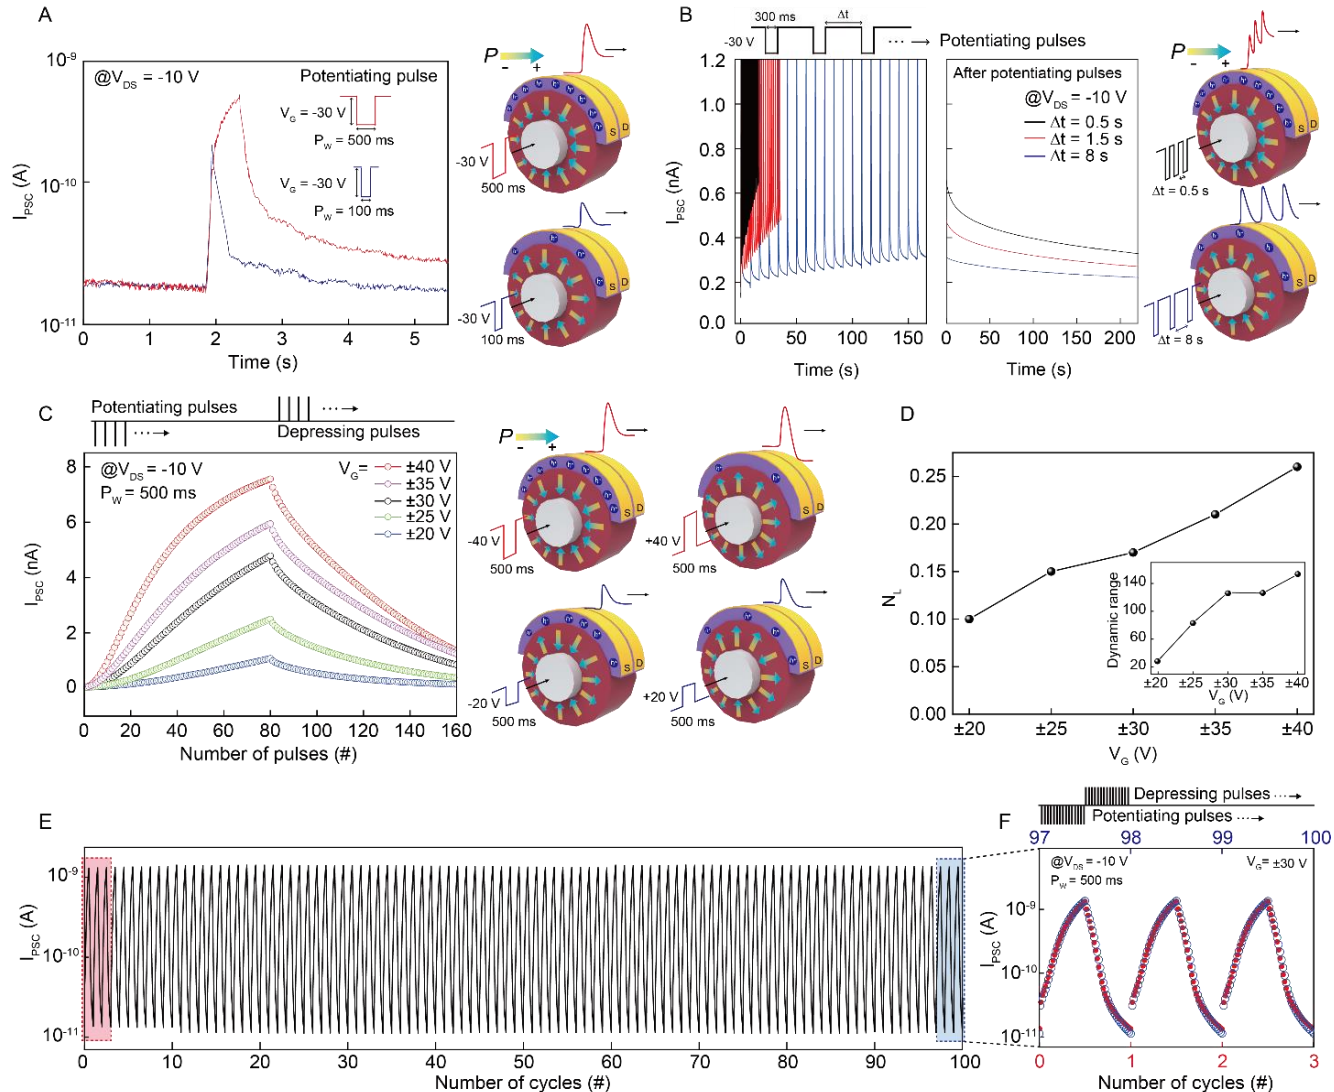 A
@V_DS = -10 V
Potentiating pulse
V_G = -30 V
P_W = 500 ms
V_G = -30 V
P_W = 100 ms
10^-9
10^-10
10^-11
I_PSC (A)
0 1 2 3 4 5
Time (s)
P
- +
h+
S D
-30 V
500 ms
h+
S D
-30 V
100 ms
B
300 ms
Δt
-30 V
Potentiating pulses
After potentiating pulses
@V_DS = -10 V
Δt = 0.5 s
Δt = 1.5 s
Δt = 8 s
1.2
1.0
0.8
0.6
0.4
0.2
0.0
I_PSC (nA)
0 50 100 150
Time (s)
0 50 100 150 200
Time (s)
P
- +
h+
S D
-30 V
Δt = 0.5 s
h+
S D
-30 V
Δt = 8 s
C
Potentiating pulses
Depressing pulses
@V_DS = -10 V
P_W = 500 ms
V_G= ±40 V
±35 V
±30 V
±25 V
±20 V
8
6
4
2
0
I_PSC (nA)
0 20 40 60 80 100 120 140 160
Number of pulses (#)
P
- +
h+
S D
-40 V
500 ms
h+
S D
+40 V
500 ms
h+
S D
-20 V
500 ms
h+
S D
+20 V
500 ms
D
0.25
0.20
0.15
0.10
0.05
0.00
N_L
±20 ±25 ±30 ±35 ±40
V_G (V)
Dynamic range
140
100
60
20
±20 ±25 ±30 ±35 ±40
V_G (V)
E
10^-9
10^-10
10^-11
I_PSC (A)
0 10 20 30 40 50 60 70 80 90 100
Number of cycles (#)
F
Depressing pulses
Potentiating pulses
97 98 99 100
@V_DS = -10 V
P_W = 500 ms
V_G= ±30 V
10^-9
10^-10
10^-11
I_PSC (A)
0 1 2 3
Number of cycles (#)